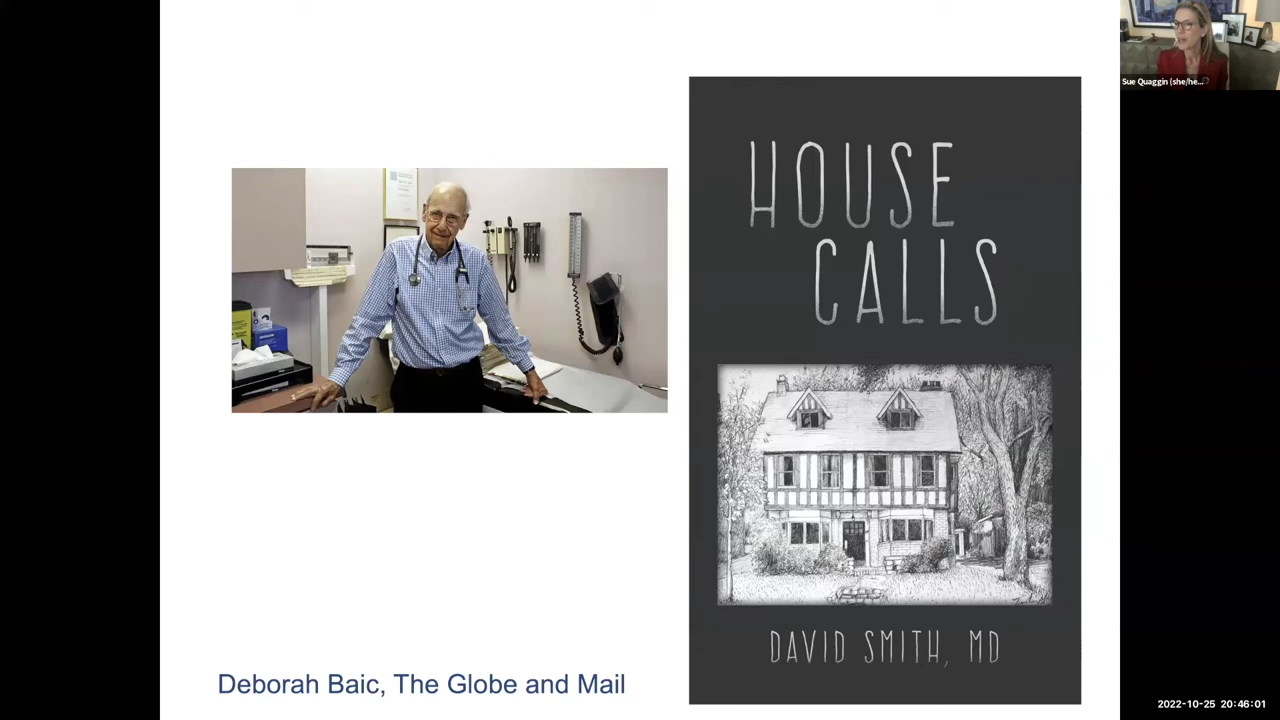 HOUSE
CALLS
DAVID SMITH, MD
Deborah Baic, The Globe and Mail
Sue Quaggin (she/he...
2022-10-25 20:46:01